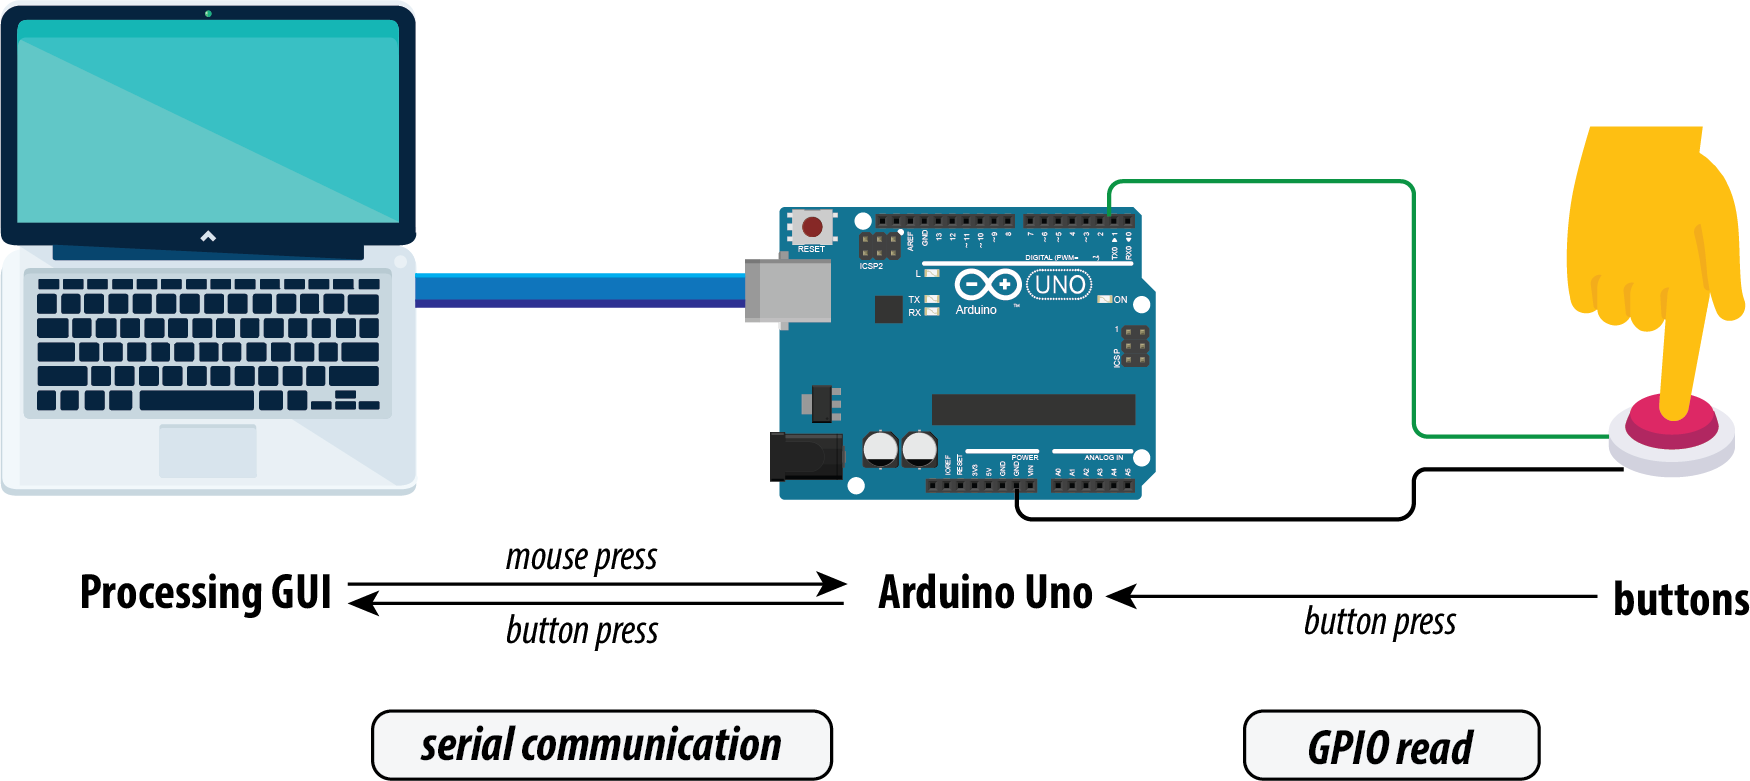 RESET
ICSP2
AREF
GND
13
12
~11
~10
~9
8
7
~6
~5
4
~3
2
TX0 ▶1
RX0 ◀0
DIGITAL (PWM=
L
TX
RX
Arduino
™
UNO
ON
1
ICSP
IOREF
RESET
3V3
5V
GND
GND
VIN
POWER
ANALOG IN
A0
A1
A2
A3
A4
A5
mouse press
Processing GUI
Arduino Uno
buttons
button press
button press
serial communication
GPIO read